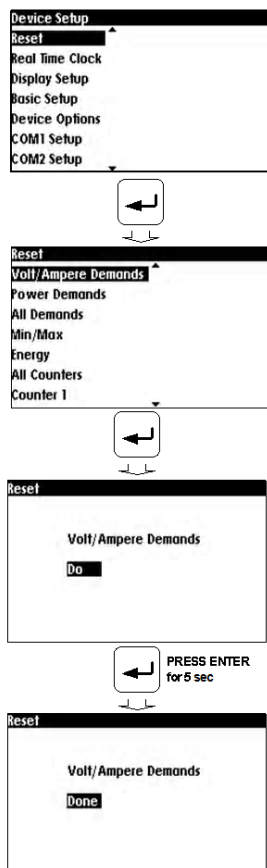 Device Setup
Reset
Real Time Clock
Display Setup
Basic Setup
Device Options
COM1 Setup
COM2 Setup
Reset
Volt/Ampere Demands
Power Demands
All Demands
Min/Max
Energy
All Counters
Counter 1
Reset
Volt/Ampere Demands
Do
PRESS ENTER
for 5 sec
Reset
Volt/Ampere Demands
Done